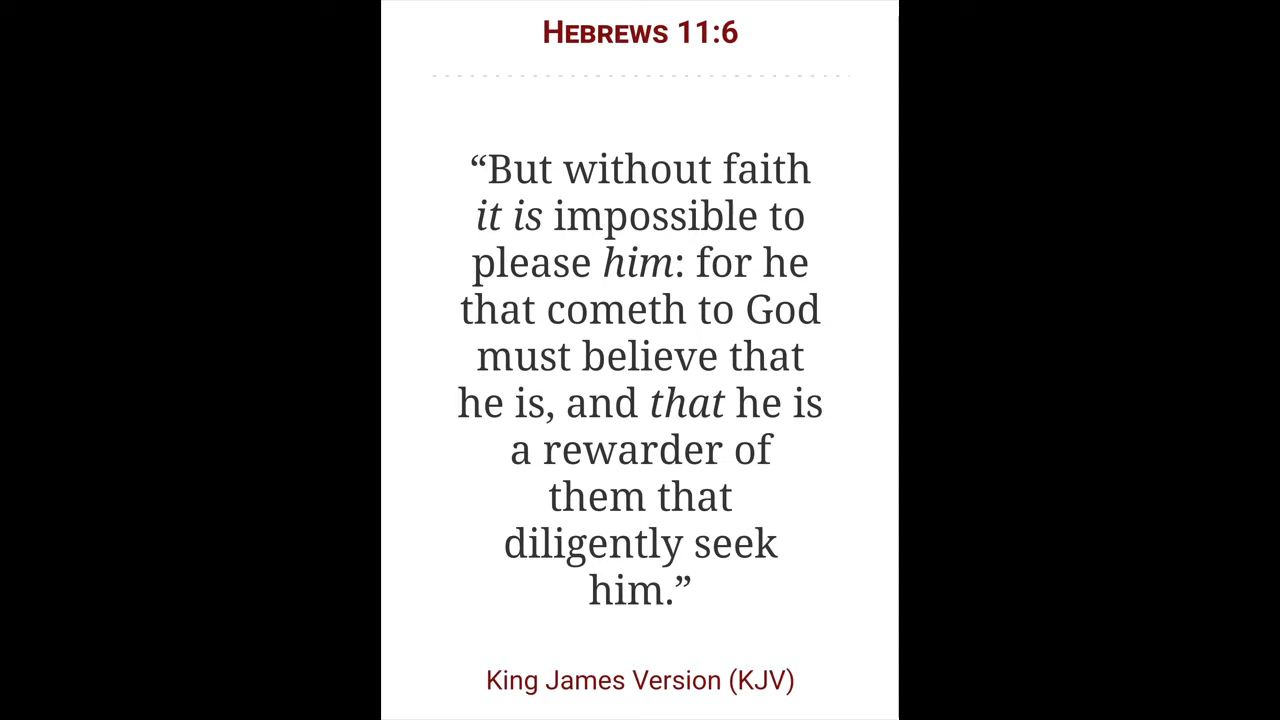 HEBREWS 11:6
“But without faith
it is impossible to
please him: for he
that cometh to God
must believe that
he is, and that he is
a rewarder of
them that
diligently seek
him.”
King James Version (KJV)